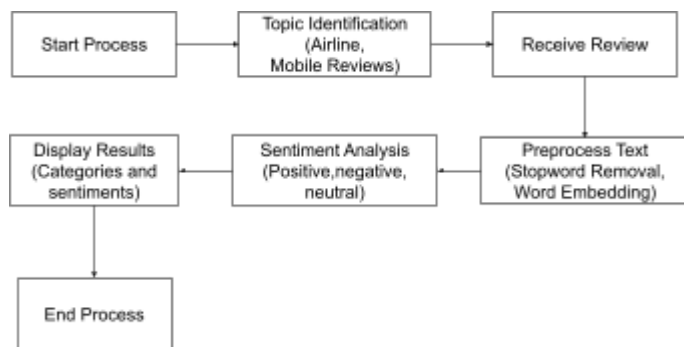 Start Process
Topic Identification
(Airline,
Mobile Reviews)
Receive Review
Preprocess Text
(Stopword Removal,
Word Embedding)
Sentiment Analysis
(Positive,negative,
neutral)
Display Results
(Categories and
sentiments)
End Process